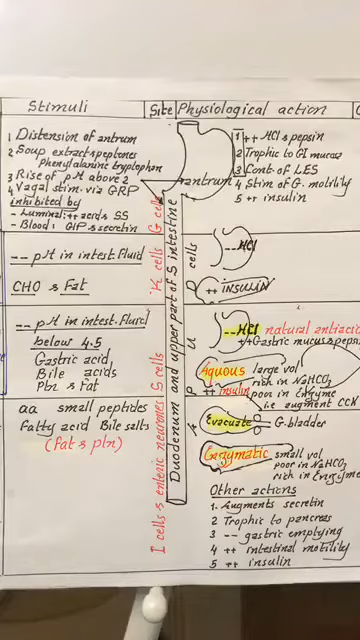 Stimuli
Site
Physiological action
1 Distension of antrum
2 Soup extract & peptones
Phenylalanine tryptophan
3 Rise of pH above 2
4 Vagal stim. via GRP
inhibited by
- Luminal: ++ acid & SS
- Blood: GIP & secretin
G cells
antrum
1 ++ HCl & pepsin
2 Trophic to GI mucosa
3 Cont. of LES
4 Stim of G. motility
5 ++ insulin
-- pH in intest. fluid
CHO & Fat
K cells
Duodenum and upper part of S intestine
-- HCl
++ INSULIN
-- pH in intest. Fluid
below 4.5
Gastric acid,
Bile acids
Ptn & Fat
S cells
-- HCl natural antiacid
++ Gastric mucus & pepsi
Aquous large vol
rich in NaHCO3
++ insulin poor in Enzyme
i.e augment CCK
aa small peptides
Fatty acid Bile salts
(fat & ptn)
I cells & enteric neurones
Evacuate G. bladder
Enzymatic small vol
poor in NaHCO3
rich in Enzyme
Other actions
1. Augments secretin
2 Trophic to pancreas
3 -- gastric emptying
4 ++ intestinal motility
5 ++ insulin